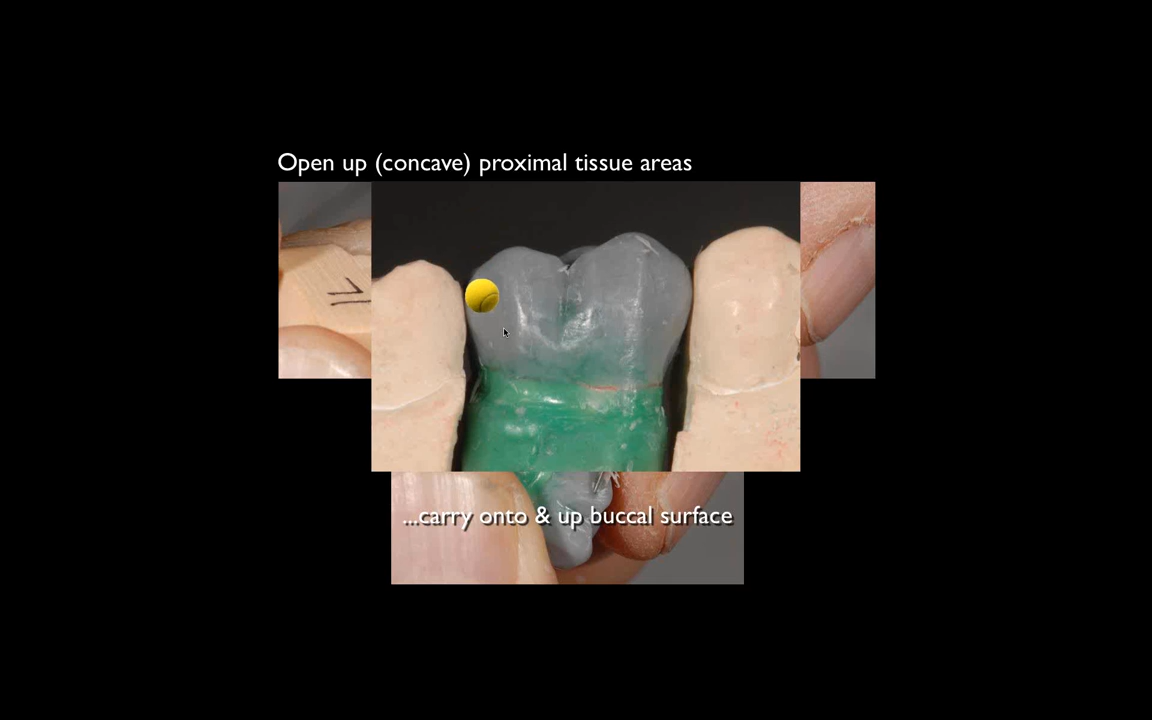 Open up (concave) proximal tissue areas
...carry onto & up buccal surface